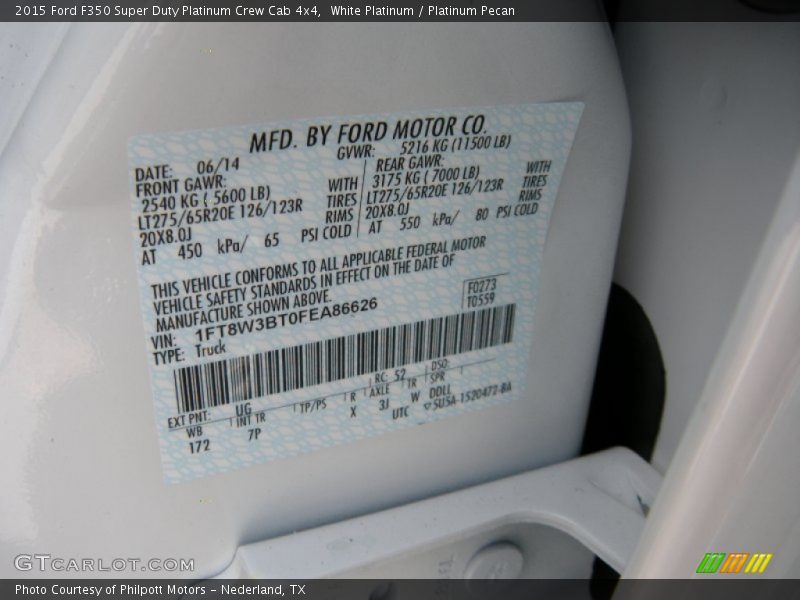 2015 Ford F350 Super Duty Platinum Crew Cab 4x4, White Platinum / Platinum Pecan
MFD. BY FORD MOTOR CO.
DATE: 06/14 GVWR: 5216 KG (11500 LB)
FRONT GAWR: REAR GAWR:
2540 KG ( 5600 LB) WITH 3175 KG ( 7000 LB) WITH
LT275/65R20E 126/123R TIRES LT275/65R20E 126/123R TIRES
20X8.0J RIMS 20X8.0J RIMS
AT 450 kPa/ 65 PSI COLD AT 550 kPa/ 80 PSI COLD
THIS VEHICLE CONFORMS TO ALL APPLICABLE FEDERAL MOTOR
VEHICLE SAFETY STANDARDS IN EFFECT ON THE DATE OF
MANUFACTURE SHOWN ABOVE.
VIN: 1FT8W3BT0FEA86626 F0273
TYPE: Truck T0559
EXT PNT: UG RC: 52 DSO:
WB INT TR TP/PS R AXLE TR SPR
172 7P X 3J W DDLL
UTC ▽SU5A-1520472-BA
GTCARLOT.COM
Photo Courtesy of Philpott Motors - Nederland, TX